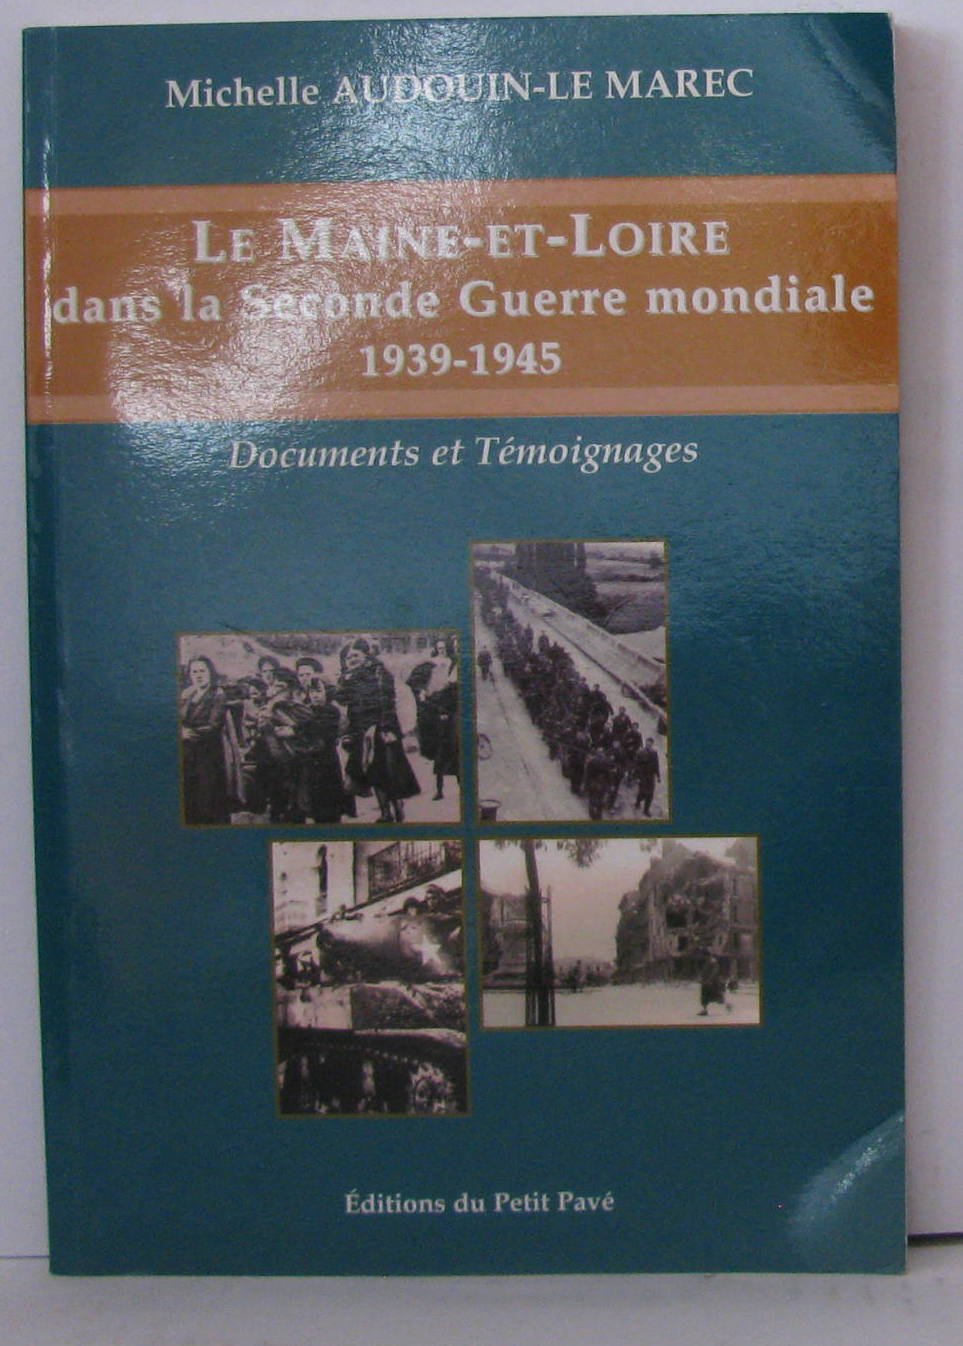 Michelle AUDOUIN-LE MAREC
LE MAINE-ET-LOIRE
dans la Seconde Guerre mondiale
1939-1945
Documents et Témoignages
Éditions du Petit Pavé